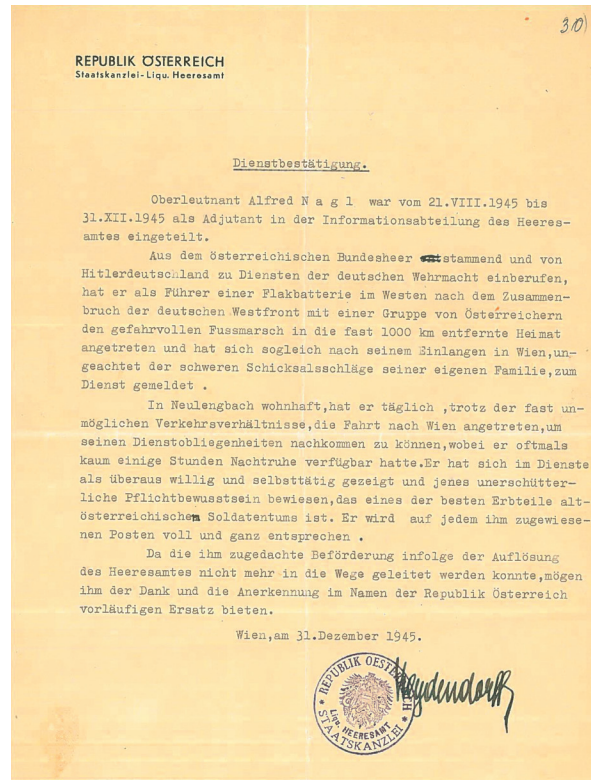 30)
REPUBLIK ÖSTERREICH
Staatskanzlei-Liqu. Heeresamt
Dienstbestätigung.
Oberleutnant Alfred N a g l war vom 21.VIII.1945 bis
31.XII.1945 als Adjutant in der Informationsabteilung des Heeres-
amtes eingeteilt.
Aus dem österreichischen Bundesheer stammend und von
Hitlerdeutschland zu Diensten der deutschen Wehrmacht einberufen,
hat er als Führer einer Flakbatterie im Westen nach dem Zusammen-
bruch der deutschen Westfront mit einer Gruppe von Österreichern
den gefahrvollen Fussmarsch in die fast 1000 km entfernte Heimat
angetreten und hat sich sogleich nach seinem Einlangen in Wien,un-
geachtet der schweren Schicksalsschläge seiner eigenen Familie,zum
Dienst gemeldet .
In Neulengbach wohnhaft,hat er täglich ,trotz der fast un-
möglichen Verkehrsverhältnisse,die Fahrt nach Wien angetreten,um
seinen Dienstobliegenheiten nachkommen zu können,wobei er oftmals
kaum einige Stunden Nachtruhe verfügbar hatte.Er hat sich im Dienste
als überaus willig und selbsttätig gezeigt und jenes unerschütter-
liche Pflichtbewusstsein bewiesen,das eines der besten Erbteile alt-
österreichischen Soldatentums ist. Er wird auf jedem ihm zugewiese-
nen Posten voll und ganz entsprechen .
Da die ihm zugedachte Beförderung infolge der Auflösung
des Heeresamtes nicht mehr in die Wege geleitet werden konnte,mögen
ihm der Dank und die Anerkennung im Namen der Republik Österreich
vorläufigen Ersatz bieten.
Wien,am 31.Dezember 1945.
REPUBLIK OESTERREICH
Liqu. HEERESAMT
STAATSKANZLEI
Heydendorff